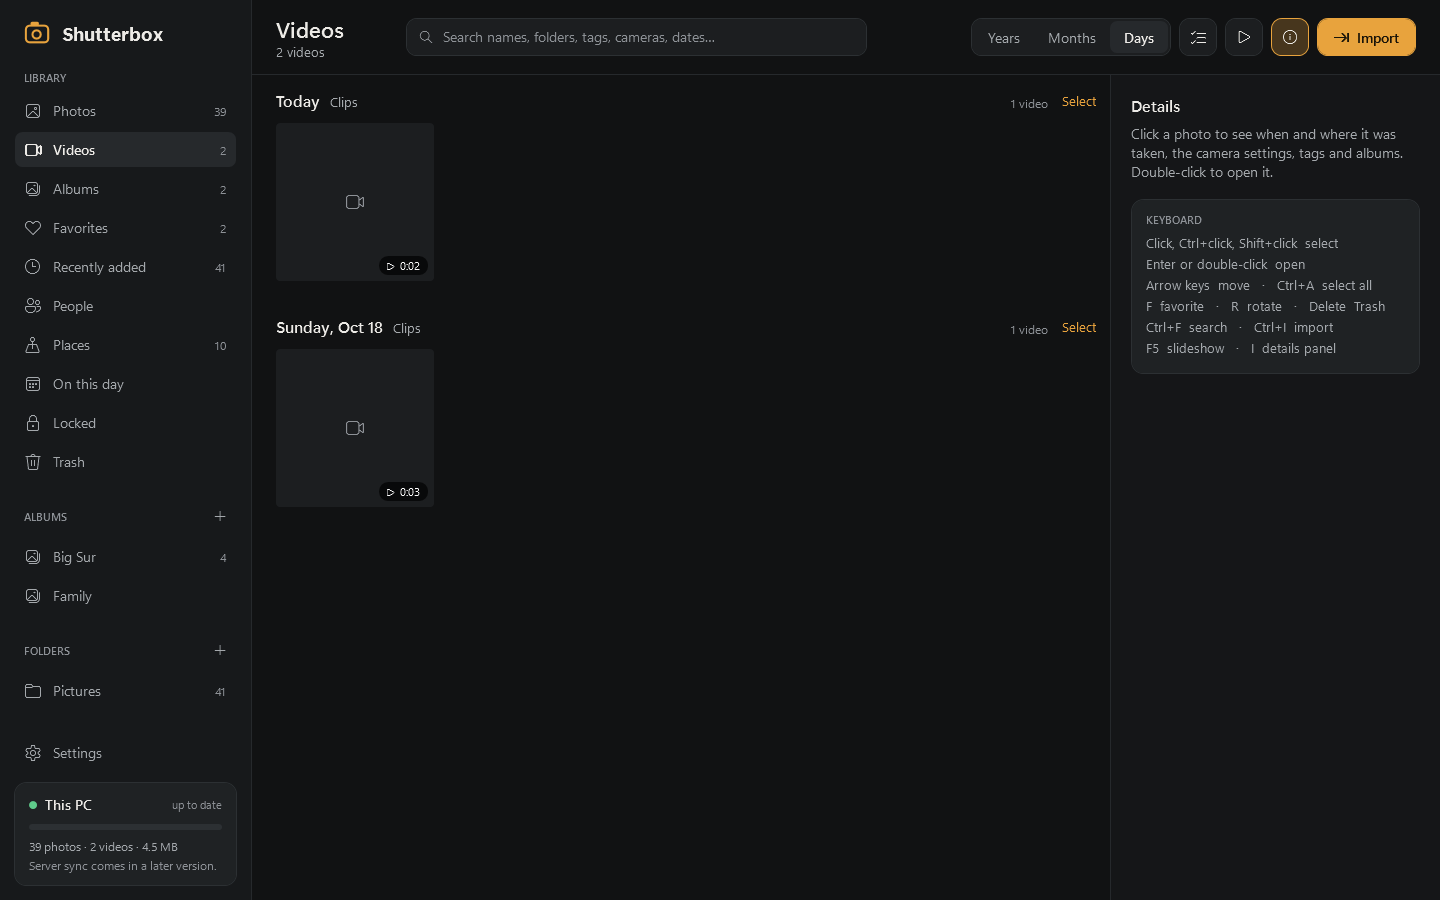 Shutterbox
LIBRARY
Photos 39
Videos 2
Albums 2
Favorites 2
Recently added 41
People
Places 10
On this day
Locked
Trash
ALBUMS
Big Sur 4
Family
FOLDERS
Pictures 41
Settings
This PC up to date
39 photos · 2 videos · 4.5 MB
Server sync comes in a later version.
Videos
2 videos
Search names, folders, tags, cameras, dates...
Years Months Days
Import
Today Clips 1 video Select
0:02
Sunday, Oct 18 Clips 1 video Select
0:03
Details
Click a photo to see when and where it was
taken, the camera settings, tags and albums.
Double-click to open it.
KEYBOARD
Click, Ctrl+click, Shift+click select
Enter or double-click open
Arrow keys move · Ctrl+A select all
F favorite · R rotate · Delete Trash
Ctrl+F search · Ctrl+I import
F5 slideshow · I details panel